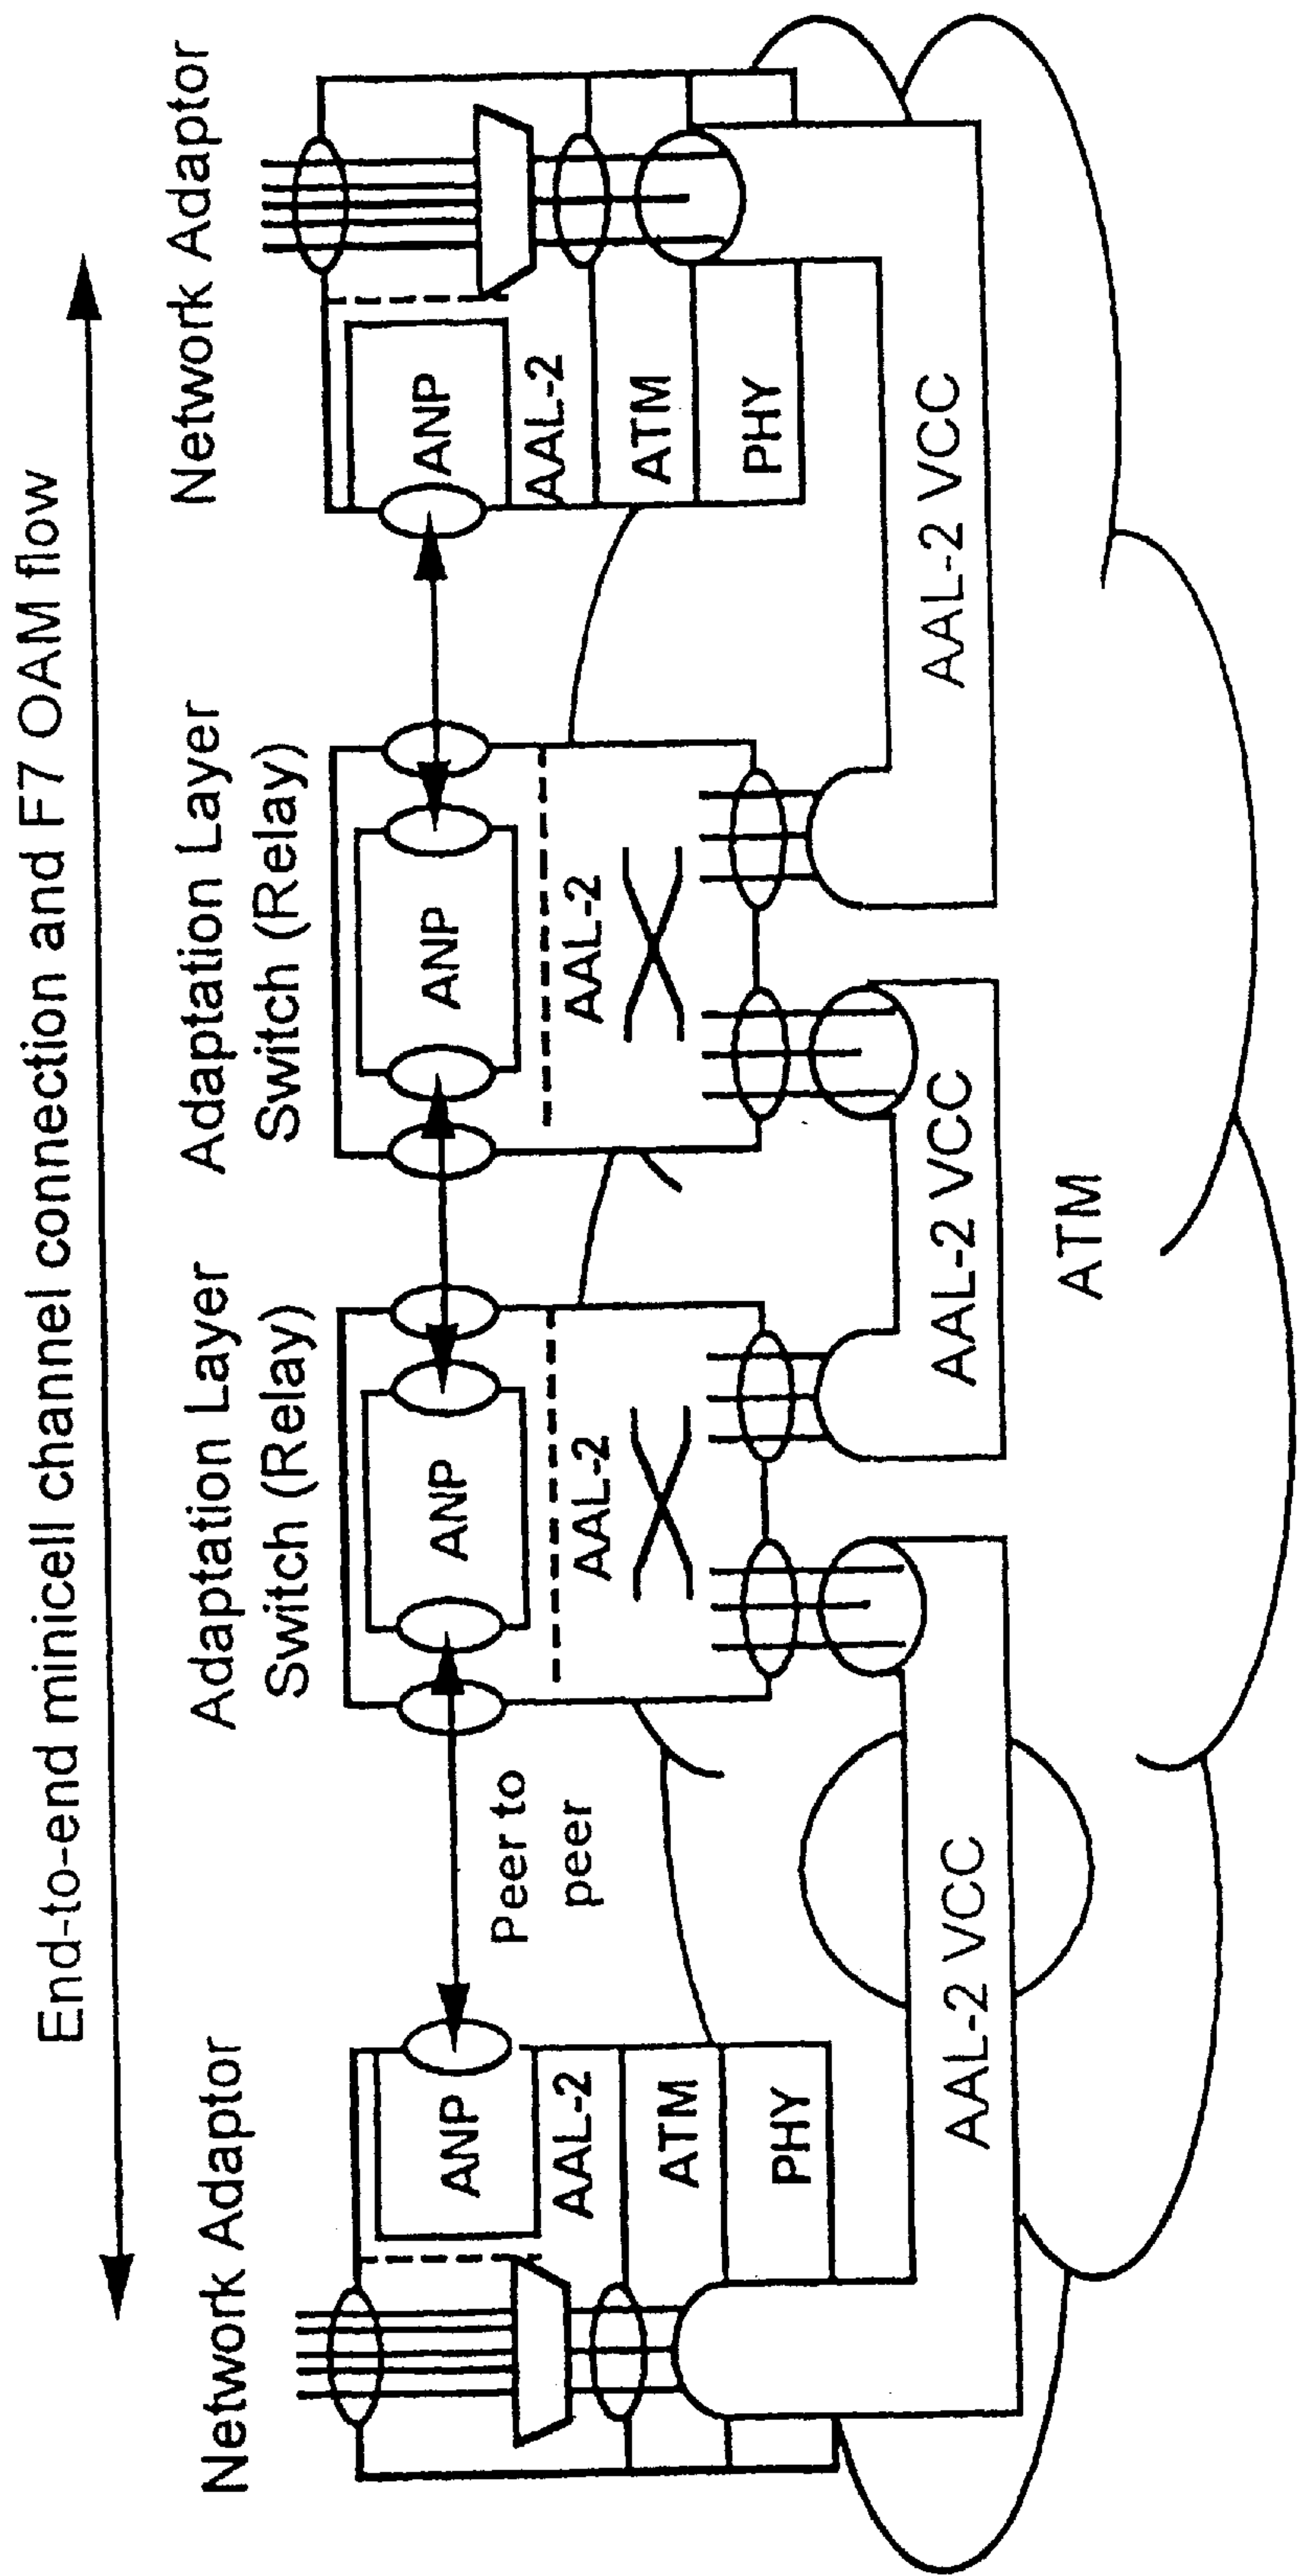 End-to-end minicell channel connection and F7 OAM flow
Network Adaptor
Adaptation Layer
Switch (Relay)
Adaptation Layer
Switch (Relay)
Network Adaptor
ANP
AAL-2
ATM
PHY
Peer to
peer
ANP
AAL-2
ANP
AAL-2
ANP
AAL-2
ATM
PHY
AAL-2 VCC
AAL-2 VCC
AAL-2 VCC
ATM